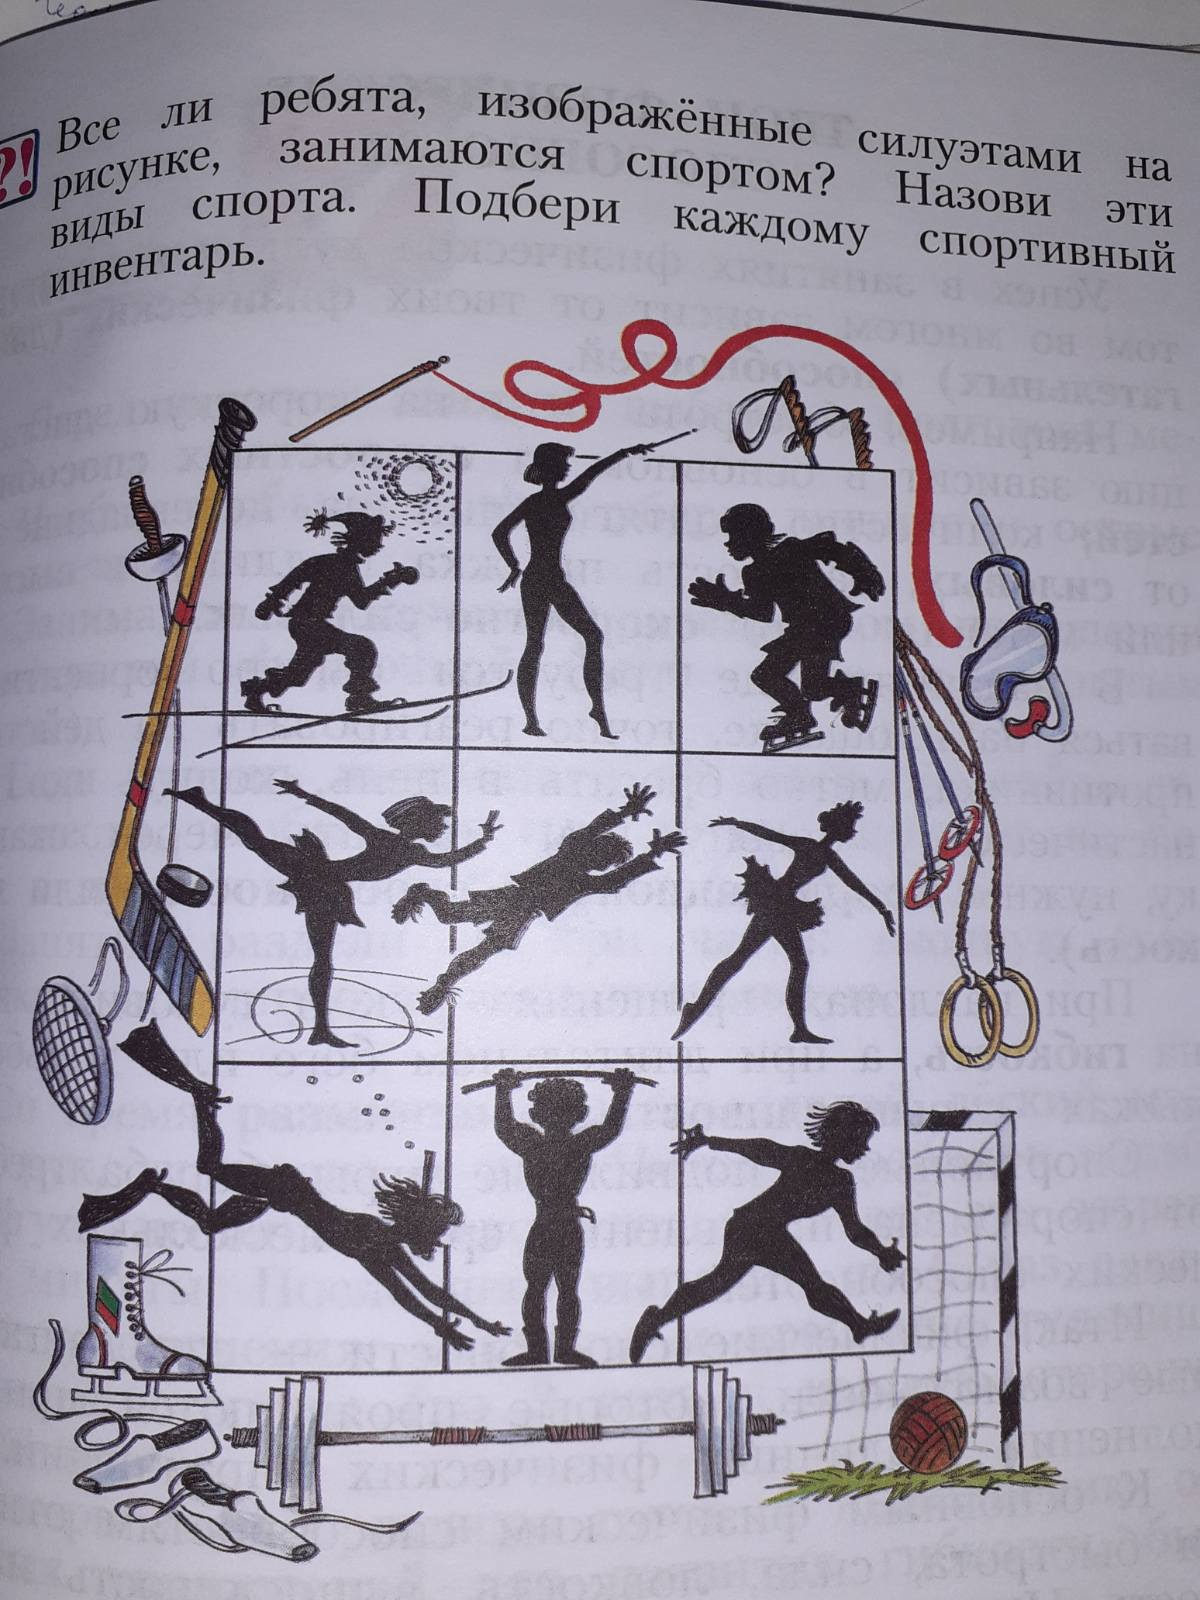 ?!
Все ли ребята, изображённые силуэтами на
рисунке, занимаются спортом? Назови эти
виды спорта. Подбери каждому спортивный
инвентарь.